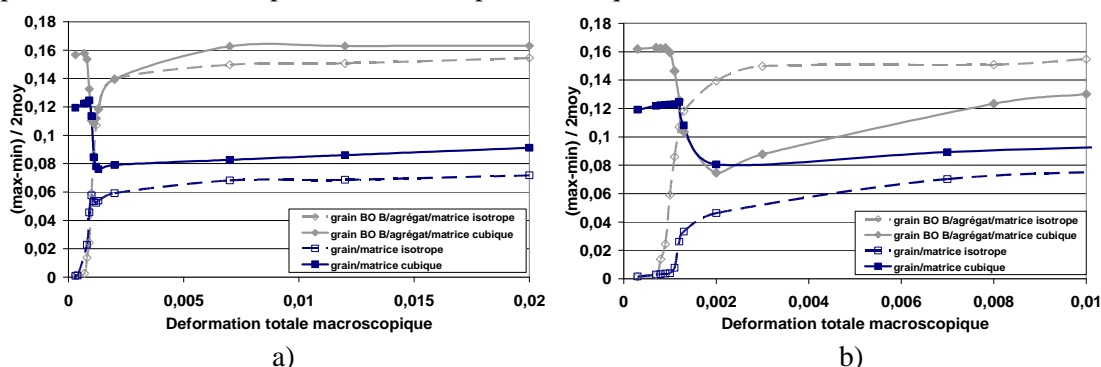 0,18
0,16
0,14
0,12
0,1
0,08
0,06
0,04
0,02
0
(max-min) / 2moy
0 0,005 0,01 0,015 0,02
Deformation totale macroscopique
grain BO B/agrégat/matrice isotrope
grain BO B/agrégat/matrice cubique
grain/matrice isotrope
grain/matrice cubique
a)
0,18
0,16
0,14
0,12
0,1
0,08
0,06
0,04
0,02
0
(max-min) / 2moy
0 0,002 0,004 0,006 0,008 0,01
Deformation totale macroscopique
grain BO B/agrégat/matrice isotrope
grain BO B/agrégat/matrice cubique
grain/matrice isotrope
grain/matrice cubique
b)